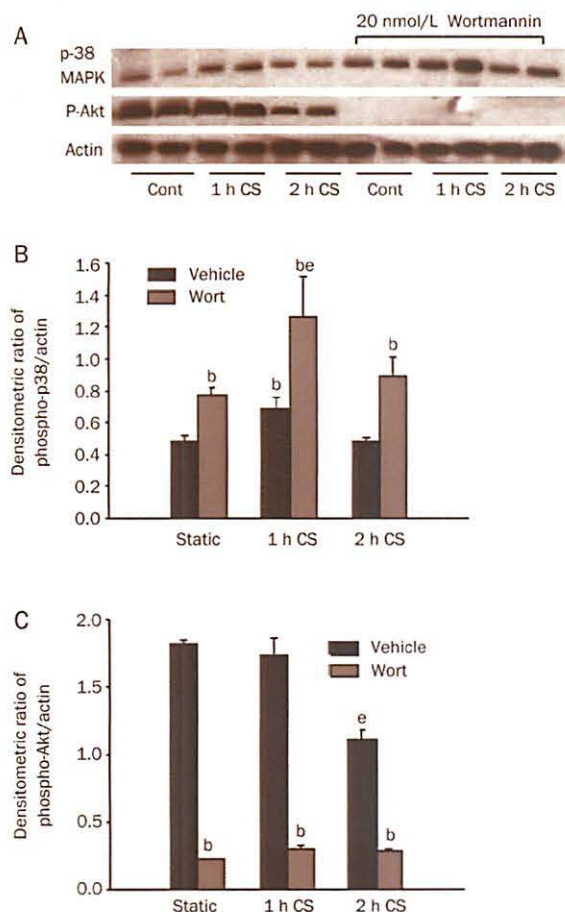 20 nmol/L Wortmannin
A
p-38
MAPK
P-Akt
Actin
Cont 1 h CS 2 h CS Cont 1 h CS 2 h CS
B
Densitometric ratio of
phospho-p38/actin
1.6
1.4
1.2
1.0
0.8
0.6
0.4
0.2
0.0
Vehicle
Wort
b
b
be
b
Static 1 h CS 2 h CS
C
Densitometric ratio of
phospho-Akt/actin
2.0
1.5
1.0
0.5
0.0
Vehicle
Wort
b
b
e
b
Static 1 h CS 2 h CS